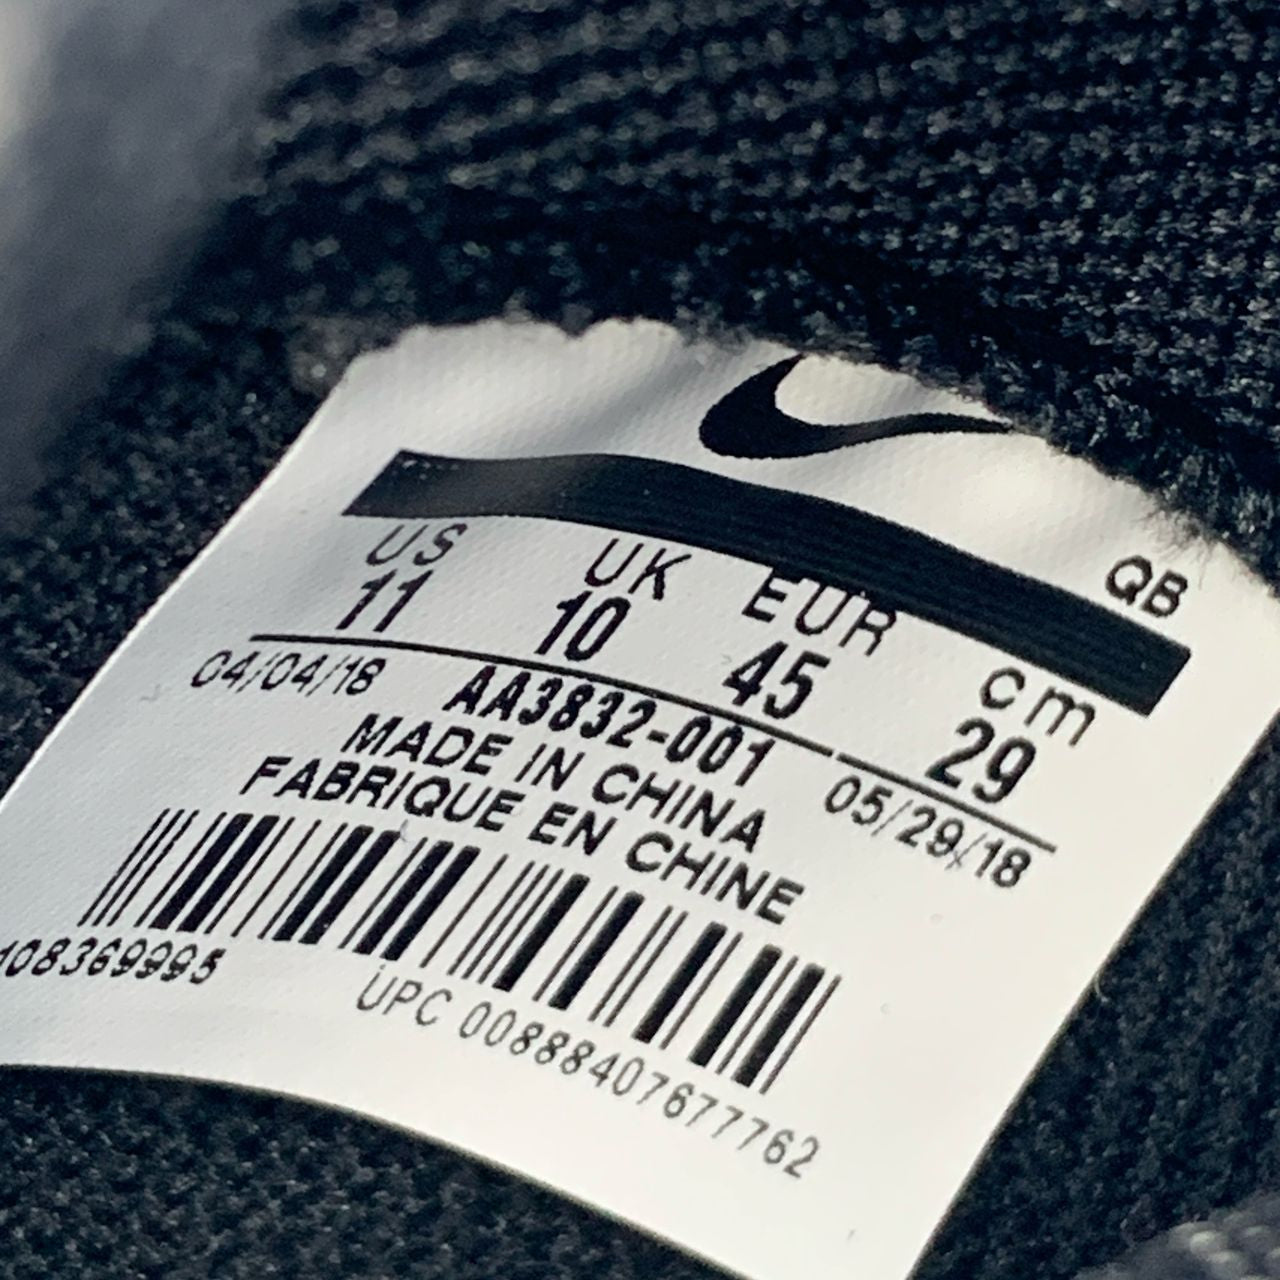 QB
US UK EUR cm
11 10 45 29
04/04/18 AA3832-001 05/29/18
MADE IN CHINA
FABRIQUE EN CHINE
108369995
UPC 00888407677762